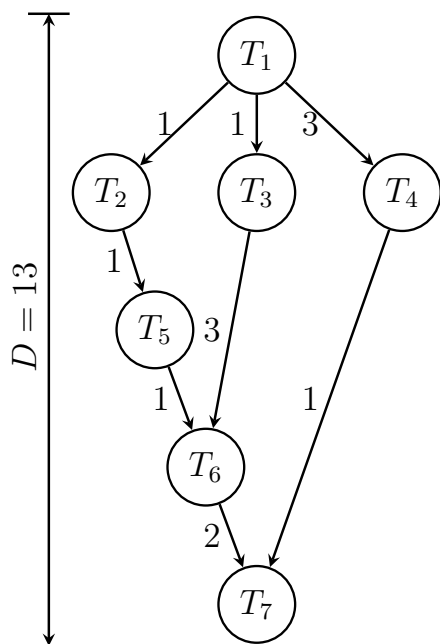 T₁
1 1 3
T₂ T₃ T₄
1
D = 13
T₅ 3
1 1
T₆
2
T₇